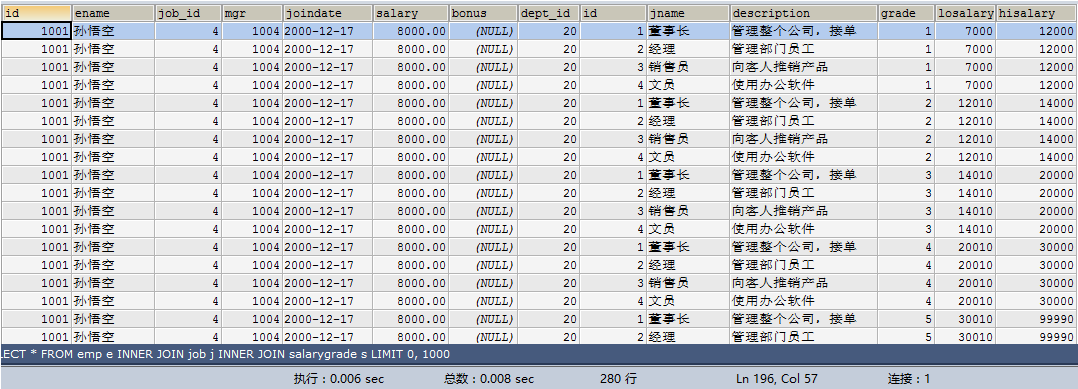 id ename job_id mgr joindate salary bonus dept_id id jname description grade losalary hisalary
1001 孙悟空 4 1004 2000-12-17 8000.00 (NULL) 20 1 董事长 管理整个公司，接单 1 7000 12000
1001 孙悟空 4 1004 2000-12-17 8000.00 (NULL) 20 2 经理 管理部门员工 1 7000 12000
1001 孙悟空 4 1004 2000-12-17 8000.00 (NULL) 20 3 销售员 向客人推销产品 1 7000 12000
1001 孙悟空 4 1004 2000-12-17 8000.00 (NULL) 20 4 文员 使用办公软件 1 7000 12000
1001 孙悟空 4 1004 2000-12-17 8000.00 (NULL) 20 1 董事长 管理整个公司，接单 2 12010 14000
1001 孙悟空 4 1004 2000-12-17 8000.00 (NULL) 20 2 经理 管理部门员工 2 12010 14000
1001 孙悟空 4 1004 2000-12-17 8000.00 (NULL) 20 3 销售员 向客人推销产品 2 12010 14000
1001 孙悟空 4 1004 2000-12-17 8000.00 (NULL) 20 4 文员 使用办公软件 2 12010 14000
1001 孙悟空 4 1004 2000-12-17 8000.00 (NULL) 20 1 董事长 管理整个公司，接单 3 14010 20000
1001 孙悟空 4 1004 2000-12-17 8000.00 (NULL) 20 2 经理 管理部门员工 3 14010 20000
1001 孙悟空 4 1004 2000-12-17 8000.00 (NULL) 20 3 销售员 向客人推销产品 3 14010 20000
1001 孙悟空 4 1004 2000-12-17 8000.00 (NULL) 20 4 文员 使用办公软件 3 14010 20000
1001 孙悟空 4 1004 2000-12-17 8000.00 (NULL) 20 1 董事长 管理整个公司，接单 4 20010 30000
1001 孙悟空 4 1004 2000-12-17 8000.00 (NULL) 20 2 经理 管理部门员工 4 20010 30000
1001 孙悟空 4 1004 2000-12-17 8000.00 (NULL) 20 3 销售员 向客人推销产品 4 20010 30000
1001 孙悟空 4 1004 2000-12-17 8000.00 (NULL) 20 4 文员 使用办公软件 4 20010 30000
1001 孙悟空 4 1004 2000-12-17 8000.00 (NULL) 20 1 董事长 管理整个公司，接单 5 30010 99990
1001 孙悟空 4 1004 2000-12-17 8000.00 (NULL) 20 2 经理 管理部门员工 5 30010 99990
LECT * FROM emp e INNER JOIN job j INNER JOIN salarygrade s LIMIT 0, 1000
执行：0.006 sec 总数：0.008 sec 280 行 Ln 196, Col 57 连接：1